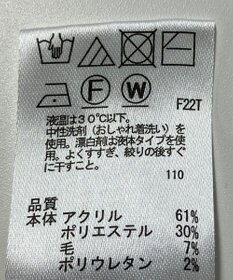 F W
F22T
液温は30℃以下。
中性洗剤(おしゃれ着洗い)を
使用。漂白剤は液体タイプを
使用。よくすすぎ、絞りの後すぐ
に干すこと。
110
品質
本体 アクリル 61%
ポリエステル 30%
毛 7%
ポリウレタン 2%